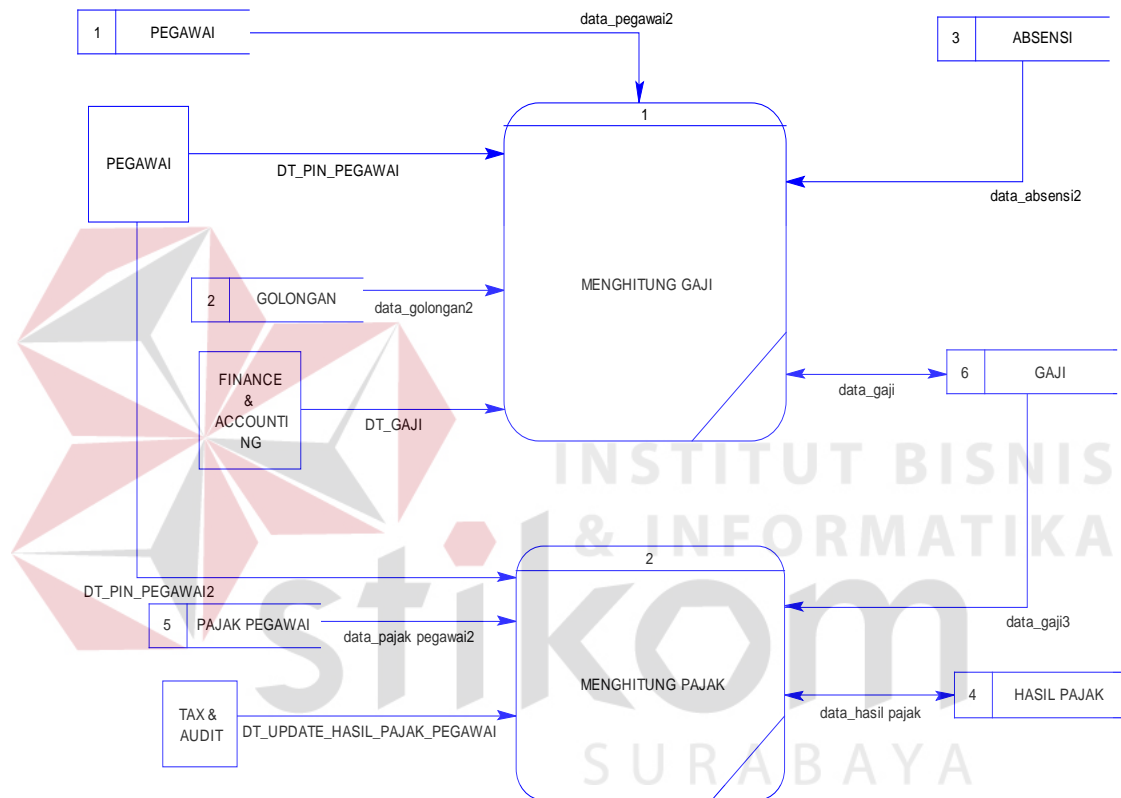 data_pegawai2
1 PEGAWAI
3 ABSENSI
1
PEGAWAI
DT_PIN_PEGAWAI
data_absensi2
MENGHITUNG GAJI
2 GOLONGAN
data_golongan2
FINANCE
&
ACCOUNTI
NG
DT_GAJI
data_gaji
6 GAJI
INSTITUT BISNIS
& INFORMATIKA
2
DT_PIN_PEGAWAI2
5 PAJAK PEGAWAI
data_pajak pegawai2
data_gaji3
stikom
MENGHITUNG PAJAK
4 HASIL PAJAK
data_hasil pajak
TAX &
AUDIT
DT_UPDATE_HASIL_PAJAK_PEGAWAI
SURABAYA